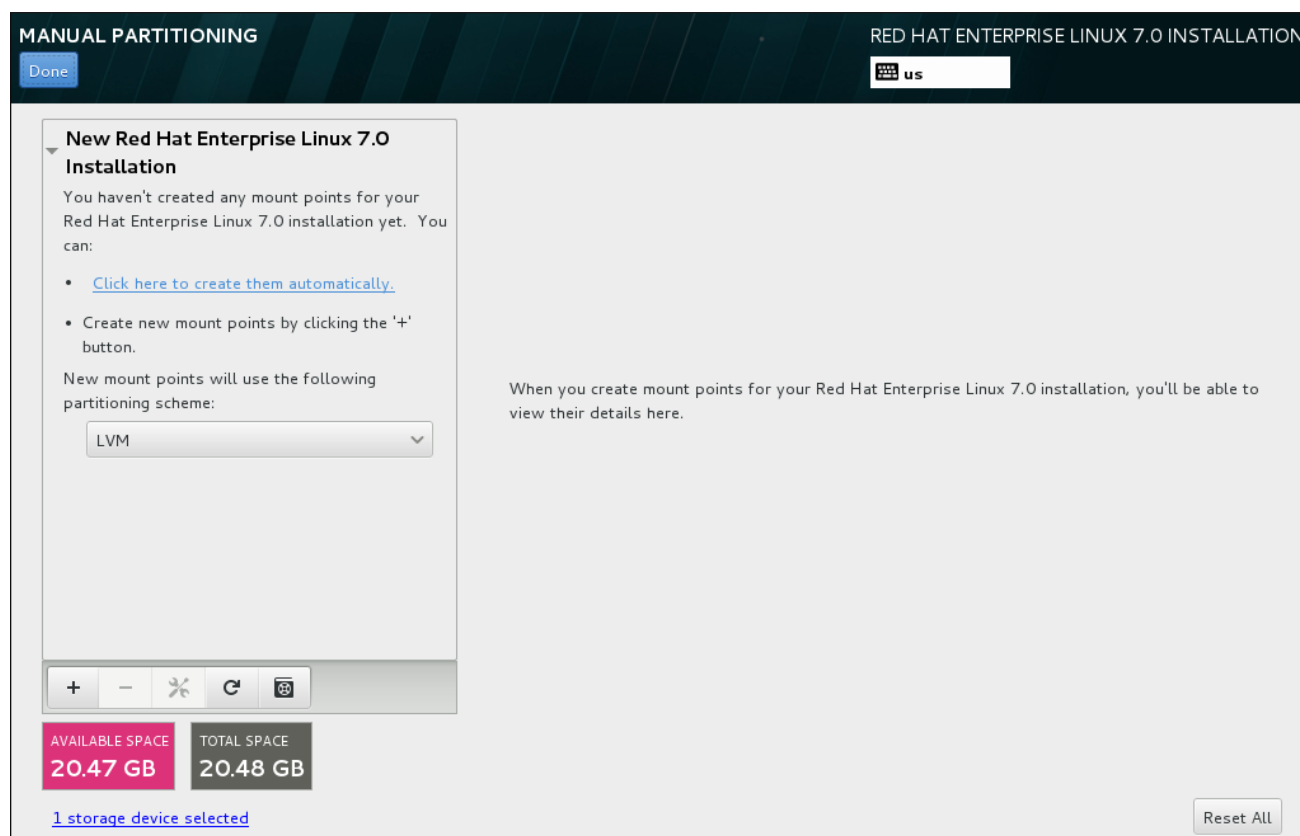 MANUAL PARTITIONING
RED HAT ENTERPRISE LINUX 7.0 INSTALLATION
Done
us
New Red Hat Enterprise Linux 7.0
Installation
You haven't created any mount points for your
Red Hat Enterprise Linux 7.0 installation yet.  You
can:
• Click here to create them automatically.
• Create new mount points by clicking the '+'
button.
New mount points will use the following
partitioning scheme:
LVM
When you create mount points for your Red Hat Enterprise Linux 7.0 installation, you'll be able to
view their details here.
+ −
AVAILABLE SPACE
20.47 GB
TOTAL SPACE
20.48 GB
1 storage device selected
Reset All